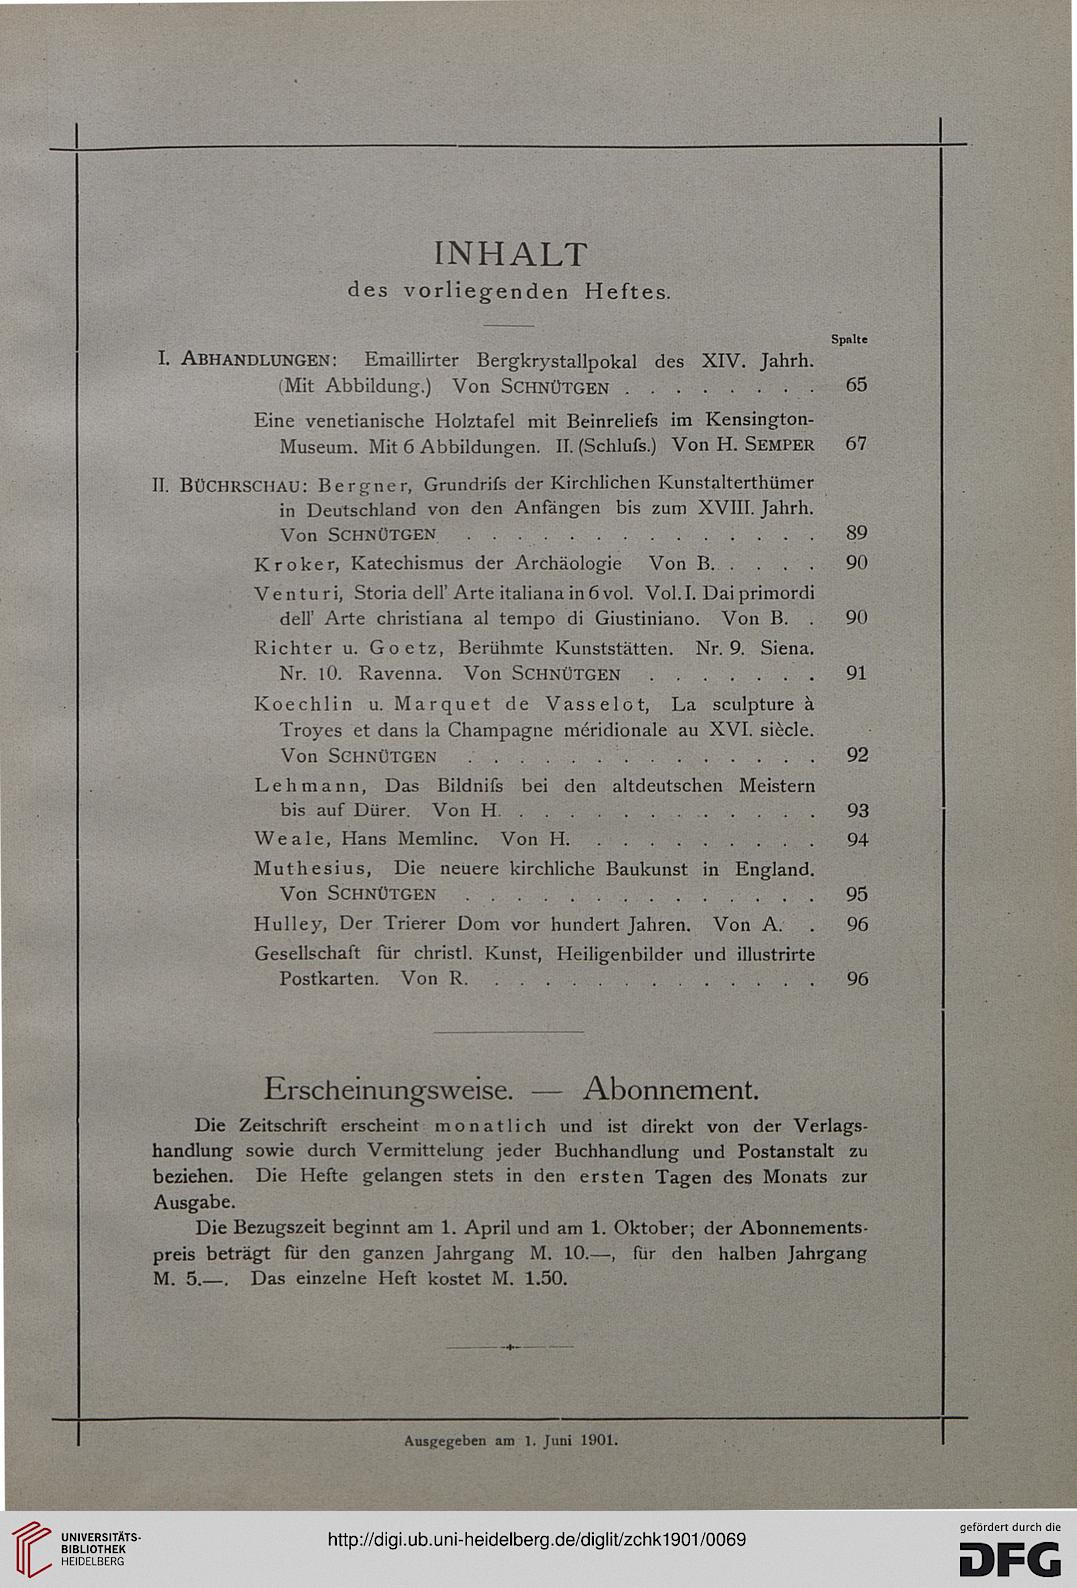 INHALT
des vorliegenden Heftes.
Spalte
I. ABHANDLUNGEN: Emaillirter Bergkrystallpokal des XIV. Jahrh.
(Mit Abbildung.) Von SCHNÜTGEN . . . . . . . . 65
Eine venetianische Holztafel mit Beinreliefs im Kensington-
Museum. Mit 6 Abbildungen. II. (Schluſs.) Von H. SEMPER 67
II. BÜCHRSCHAU: Bergner, Grundriſs der Kirchlichen Kunstalterthümer
in Deutschland von den Anfängen bis zum XVIII. Jahrh.
Von SCHNÜTGEN . . . . . . . . . . . . . . 89
Kroker, Katechismus der Archäologie Von B. . . . . 90
Venturi, Storia dell' Arte italiana in 6 vol. Vol. I. Dai primordi
dell' Arte christiana al tempo di Giustiniano. Von B. . 90
Richter u. Goetz, Berühmte Kunststätten. Nr. 9. Siena.
Nr. 10. Ravenna. Von SCHNÜTGEN . . . . . . . 91
Koechlin u. Marquet de Vasselot, La sculpture à
Troyes et dans la Champagne méridionale au XVI. siècle.
Von SCHNÜTGEN . . . . . . . . . . . . . . 92
Lehmann, Das Bildniſs bei den altdeutschen Meistern
bis auf Dürer. Von H. . . . . . . . . . . . . 93
Weale, Hans Memlinc. Von H. . . . . . . . . . 94
Muthesius, Die neuere kirchliche Baukunst in England.
Von SCHNÜTGEN . . . . . . . . . . . . . . 95
Hulley, Der Trierer Dom vor hundert Jahren. Von A. . 96
Gesellschaft für christl. Kunst, Heiligenbilder und illustrirte
Postkarten. Von R. . . . . . . . . . . . . . 96
Erscheinungsweise. — Abonnement.
Die Zeitschrift erscheint monatlich und ist direkt von der Verlags-
handlung sowie durch Vermittelung jeder Buchhandlung und Postanstalt zu
beziehen. Die Hefte gelangen stets in den ersten Tagen des Monats zur
Ausgabe.
Die Bezugszeit beginnt am 1. April und am 1. Oktober; der Abonnements-
preis beträgt für den ganzen Jahrgang M. 10.—, für den halben Jahrgang
M. 5.—. Das einzelne Heft kostet M. 1.50.
Ausgegeben am 1. Juni 1901.
UNIVERSITÄTS-
BIBLIOTHEK
HEIDELBERG
http://digi.ub.uni-heidelberg.de/diglit/zchk1901/0069
gefördert durch die
DFG